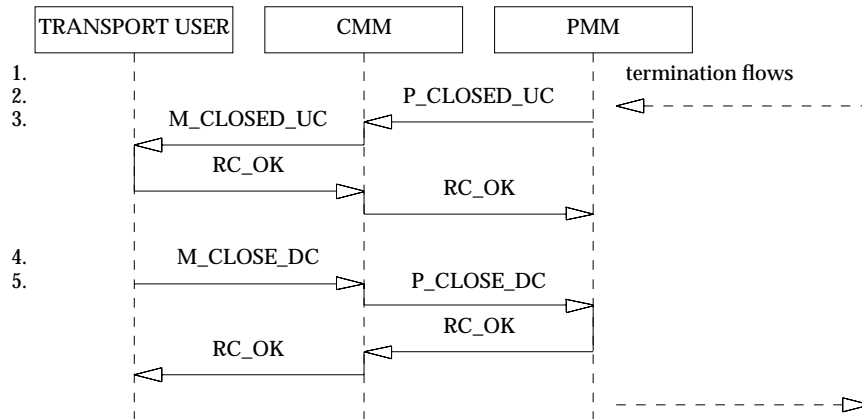 TRANSPORT USER CMM PMM
1. termination flows
2. P_CLOSED_UC
3. M_CLOSED_UC
RC_OK
RC_OK
4. M_CLOSE_DC
5. P_CLOSE_DC
RC_OK
RC_OK